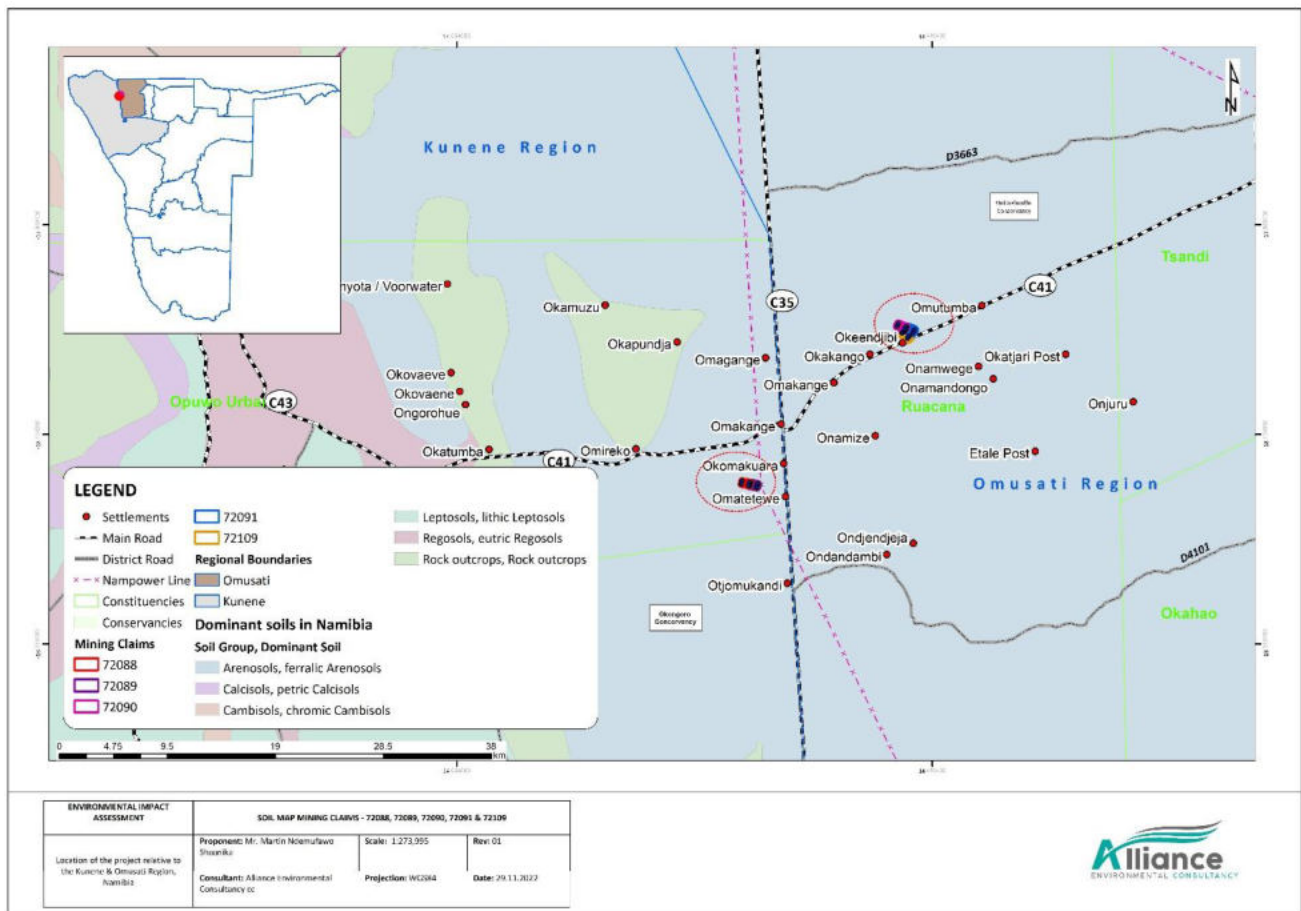 Kunene Region
N
D3663
Tsandi
C41
C35
nyota / Voorwater
Okamuzu
Omutumba
Okapundja
Okeendjibi
Omagange
Okakango
Okatjari Post
Onamwege
Okovaeve
Omakange
Onamandongo
Okovaene
Ruacana
Onjuru
Opuwo Urba
C43
Ongorohue
Omakange
Onamize
Okatumba
Omireko
Etale Post
C41
Okomakuara
Omusati Region
Omatetewe
Ondjendjeja
Ondandambi
D4101
Otjomukandi
Okongoro
Conservancy
Okahao
LEGEND
Settlements
Main Road
District Road
Nampower Line
Constituencies
Conservancies
Mining Claims
72088
72089
72090
72091
72109
Regional Boundaries
Omusati
Kunene
Dominant soils in Namibia
Soil Group, Dominant Soil
Arenosols, ferralic Arenosols
Calcisols, petric Calcisols
Cambisols, chromic Cambisols
Leptosols, lithic Leptosols
Regosols, eutric Regosols
Rock outcrops, Rock outcrops
0 4.75 9.5 19 28.5 38
km
ENVIRONMENTAL IMPACT
ASSESSMENT
SOIL MAP MINING CLAIMS - 72088, 72089, 72090, 72091 & 72109
Location of the project relative to
the Kunene & Omusati Region,
Namibia
Proponent: Mr. Martin Ndemufawo
Shuunika
Scale: 1:273,995
Rev: 01
Consultant: Alliance Environmental
Consultancy cc
Projection: WGS84
Date: 29.11.2022
Alliance
ENVIRONMENTAL CONSULTANCY